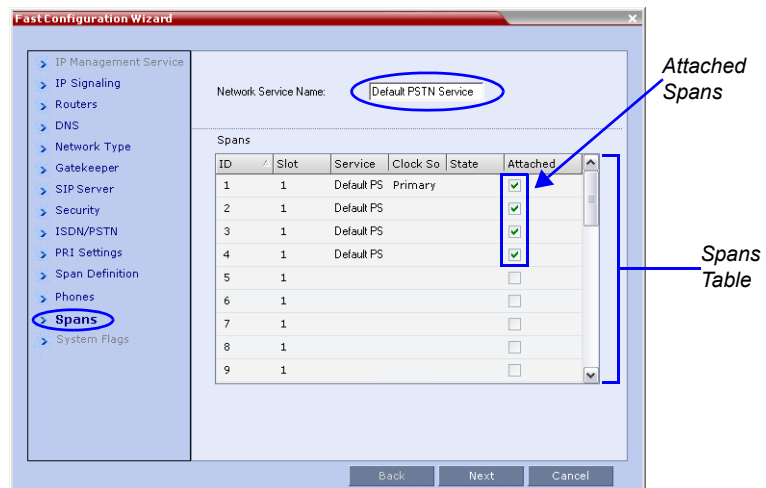 Fast Configuration Wizard
IP Management Service
IP Signaling
Routers
DNS
Network Type
Gatekeeper
SIP Server
Security
ISDN/PSTN
PRI Settings
Span Definition
Phones
Spans
System Flags
Network Service Name: Default PSTN Service
Spans
ID Slot Service Clock So State Attached
1 1 Default PS Primary
2 1 Default PS
3 1 Default PS
4 1 Default PS
5 1
6 1
7 1
8 1
9 1
Back Next Cancel
Attached
Spans
Spans
Table